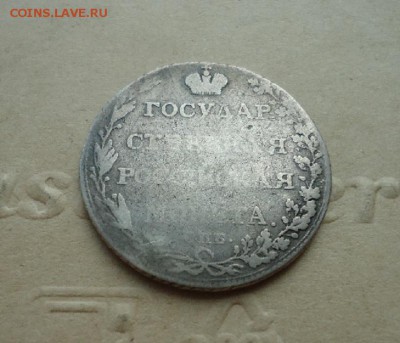 COINS.LAVE.RU
ГОСУДАР
СТВЕННАЯ
РОССІЙСКАЯ
МОНЕТА